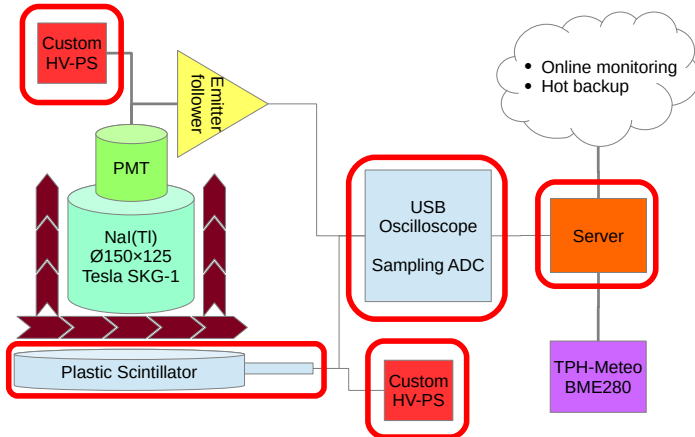 Custom
HV-PS
Emitter
follower
• Online monitoring
• Hot backup
PMT
NaI(Tl)
Ø150×125
Tesla SKG-1
USB
Oscilloscope
Sampling ADC
Server
Plastic Scintillator
Custom
HV-PS
TPH-Meteo
BME280